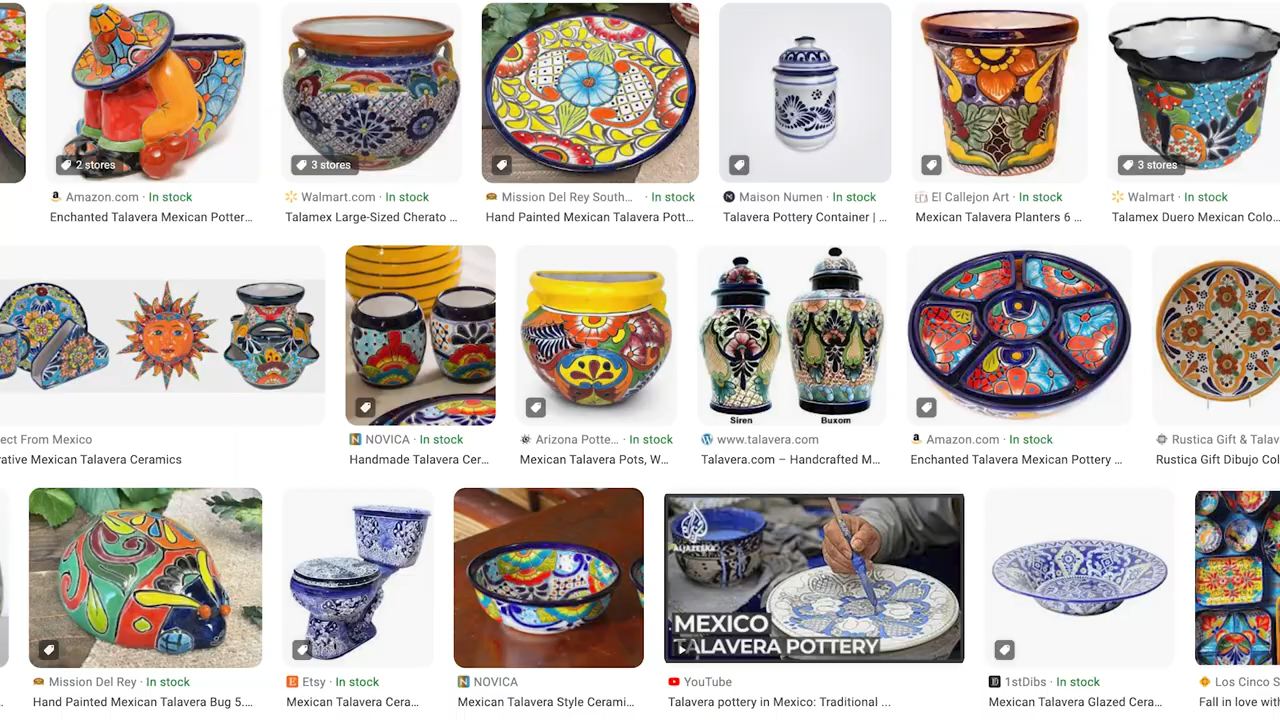 2 stores
3 stores
3 stores
Amazon.com · In stock
Walmart.com · In stock
Mission Del Rey South... · In stock
Maison Numen · In stock
El Callejon Art · In stock
Walmart · In stock
Enchanted Talavera Mexican Potter...
Talamex Large-Sized Cherato ...
Hand Painted Mexican Talavera Pott...
Talavera Pottery Container | ...
Mexican Talavera Planters 6 ...
Talamex Duero Mexican Colo...
Siren
Buxom
ect From Mexico
NOVICA · In stock
Arizona Potte... · In stock
www.talavera.com
Amazon.com · In stock
Rustica Gift & Talav
rative Mexican Talavera Ceramics
Handmade Talavera Cer...
Mexican Talavera Pots, W...
Talavera.com – Handcrafted M...
Enchanted Talavera Mexican Pottery ...
Rustica Gift Dibujo Col
ALJAZEERA
MEXICO
TALAVERA POTTERY
Mission Del Rey · In stock
Etsy · In stock
NOVICA
YouTube
1stDibs · In stock
Los Cinco S
Hand Painted Mexican Talavera Bug 5....
Mexican Talavera Cera...
Mexican Talavera Style Cerami...
Talavera pottery in Mexico: Traditional ...
Mexican Talavera Glazed Cera...
Fall in love wit